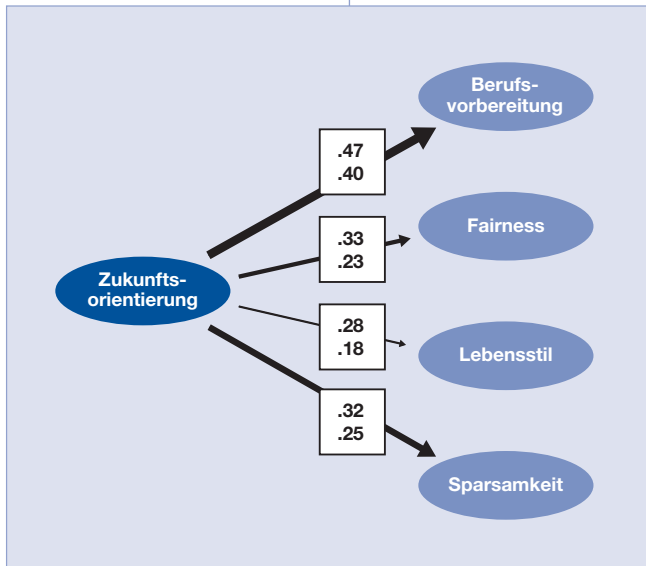 Berufs-
vorbereitung
.47
.40
Fairness
.33
.23
Zukunfts-
orientierung
.28
.18
Lebensstil
.32
.25
Sparsamkeit